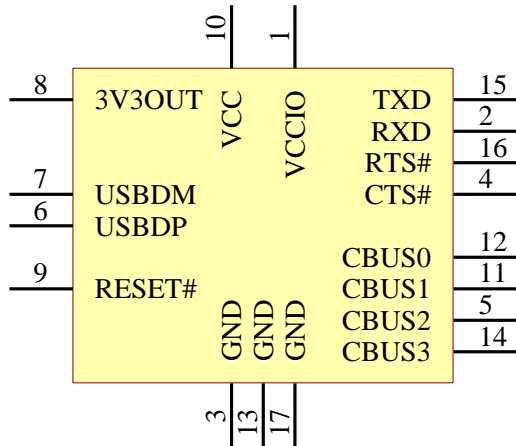 10 1
8 3V3OUT VCC VCCIO TXD 15
RXD 2
RTS# 16
7 USBDM CTS# 4
6 USBDP
CBUS0 12
9 RESET# CBUS1 11
GND GND GND CBUS2 5
CBUS3 14
3 13 17